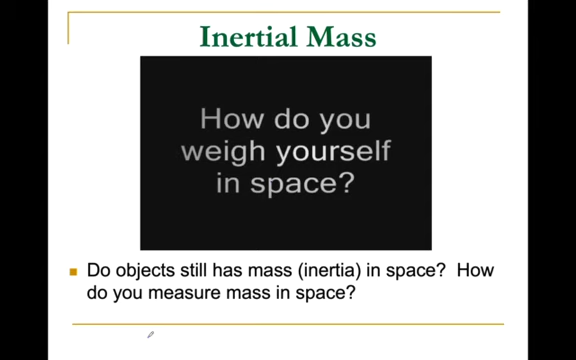 Inertial Mass
How do you
weigh yourself
in space?
Do objects still has mass (inertia) in space?  How
do you measure mass in space?